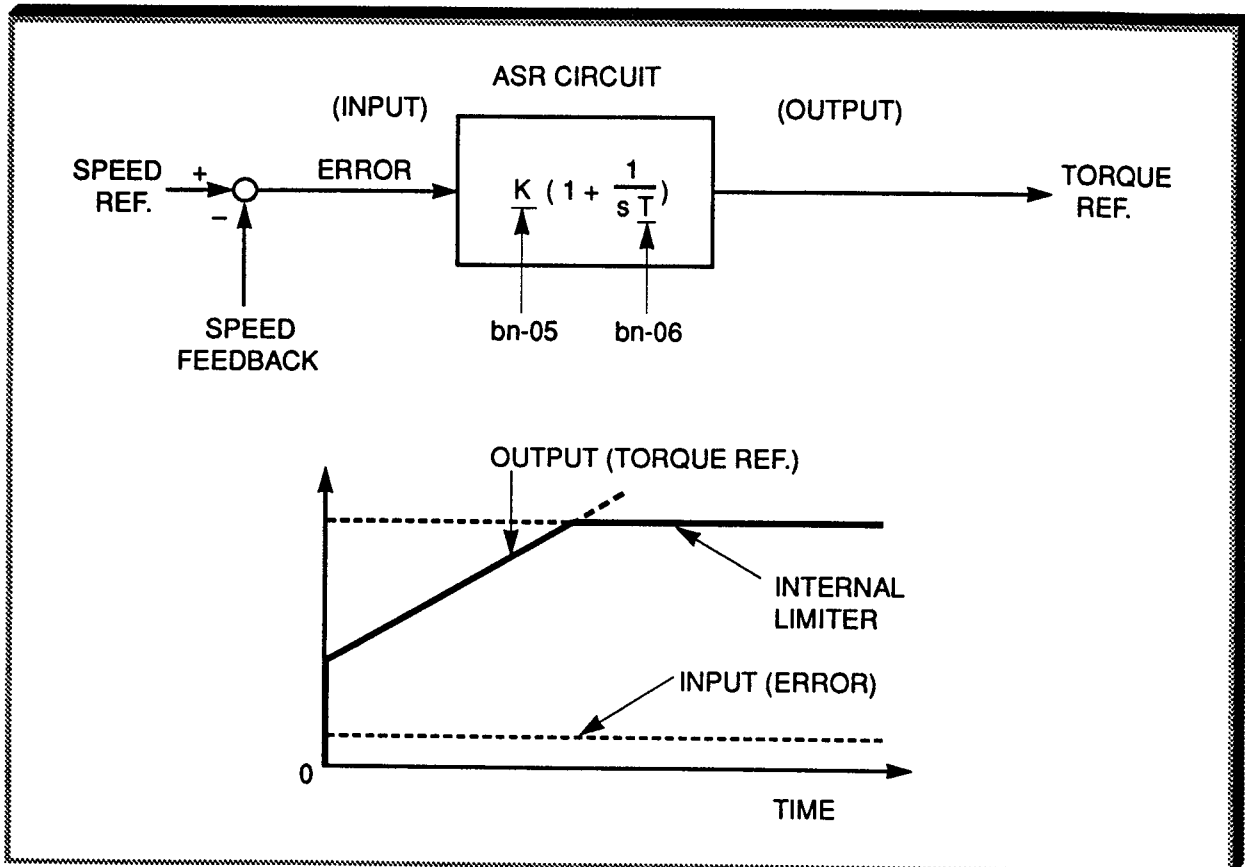 ASR CIRCUIT
(INPUT)
(OUTPUT)
SPEED
REF.
+
−
ERROR
K ( 1 + 1 / s T )
TORQUE
REF.
SPEED
FEEDBACK
bn-05
bn-06
OUTPUT (TORQUE REF.)
INTERNAL
LIMITER
INPUT (ERROR)
0
TIME